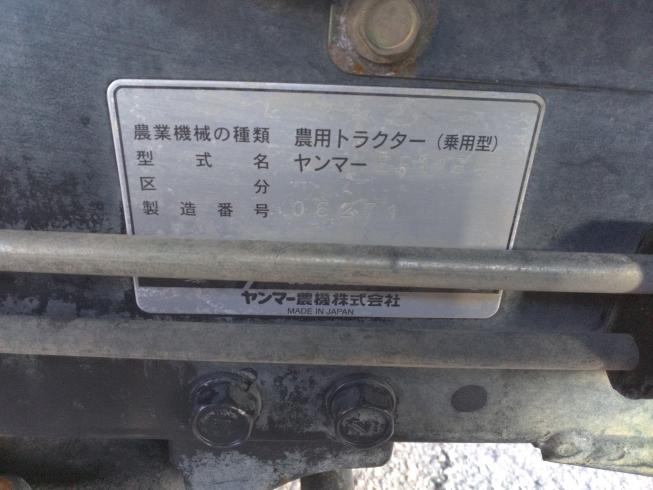 農業機械の種類 農用トラクター(乗用型)
型式名 ヤンマー
区分
製造番号
ヤンマー農機株式会社
MADE IN JAPAN